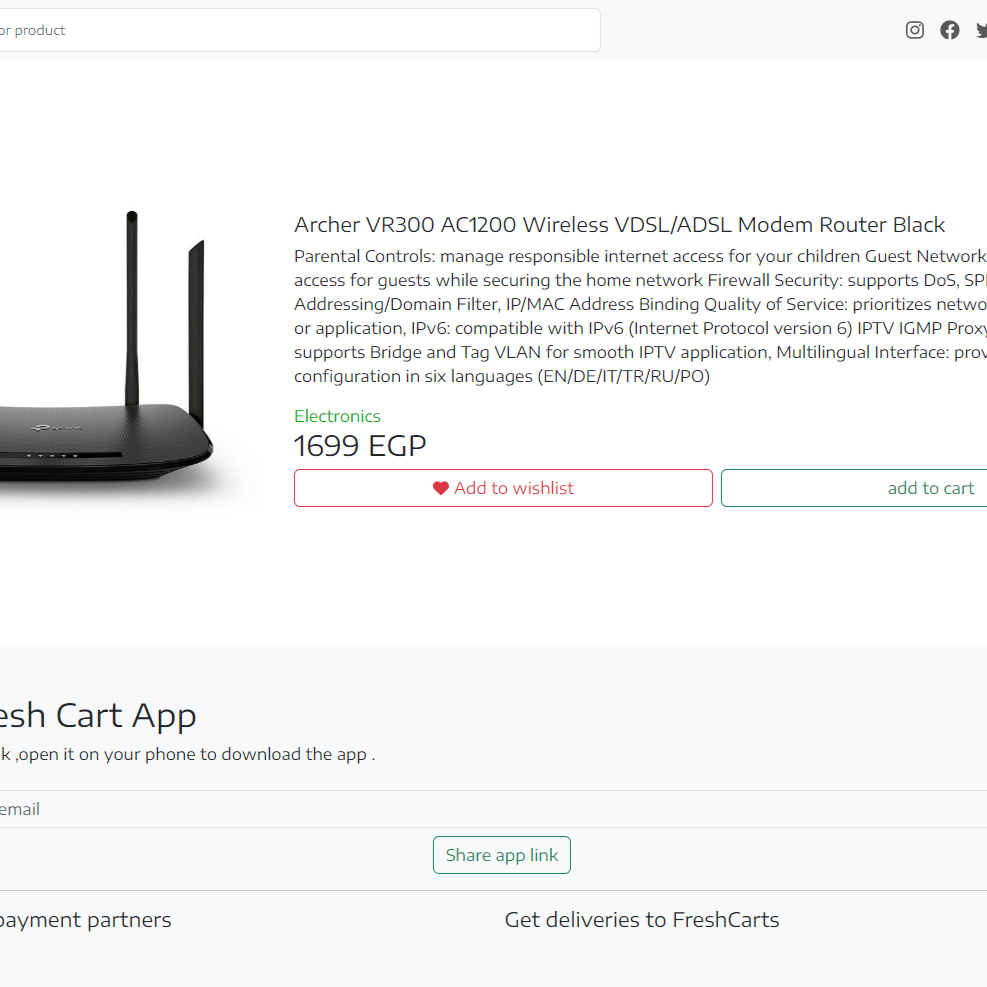 or product
Archer VR300 AC1200 Wireless VDSL/ADSL Modem Router Black
Parental Controls: manage responsible internet access for your children Guest Network
access for guests while securing the home network Firewall Security: supports DoS, SPI
Addressing/Domain Filter, IP/MAC Address Binding Quality of Service: prioritizes netwo
or application, IPv6: compatible with IPv6 (Internet Protocol version 6) IPTV IGMP Proxy
supports Bridge and Tag VLAN for smooth IPTV application, Multilingual Interface: prov
configuration in six languages (EN/DE/IT/TR/RU/PO)
Electronics
1699 EGP
Add to wishlist
add to cart
tp-link
esh Cart App
k ,open it on your phone to download the app .
email
Share app link
payment partners
Get deliveries to FreshCarts